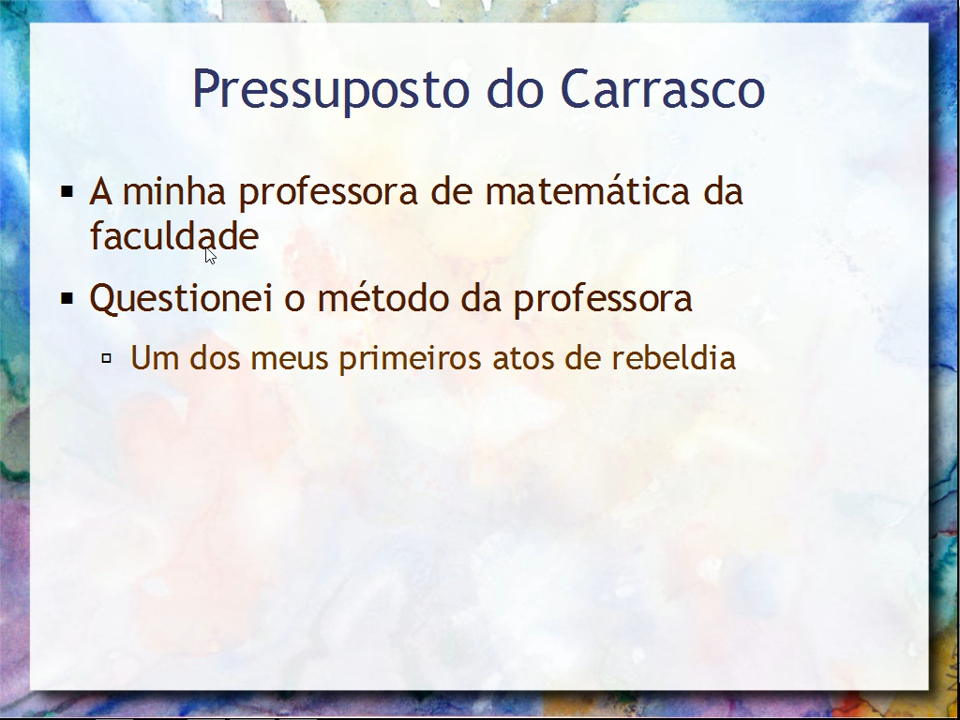 Pressuposto do Carrasco
A minha professora de matemática da
faculdade
Questionei o método da professora
Um dos meus primeiros atos de rebeldia